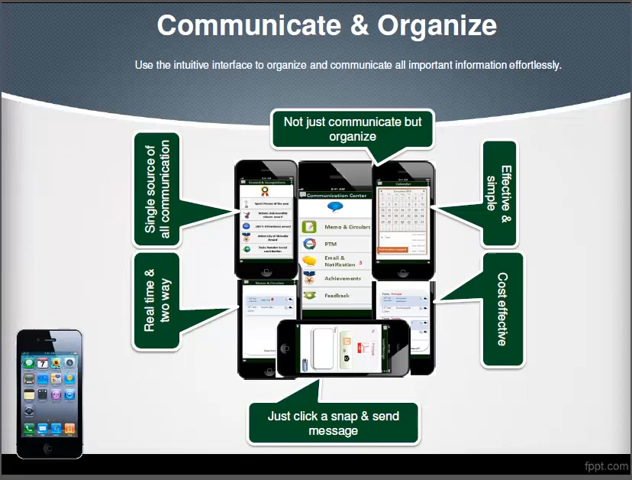 Communicate & Organize
Use the intuitive interface to organize and communicate all important information effortlessly.
Not just communicate but
organize
Single source of
all communication
Effective &
simple
Communication Center
Calendar
Memo & Circulars
PTM
Email &
Notification 3
Achievements
Feedback
Real time &
two way
Cost effective
Just click a snap & send
message
fppt.com